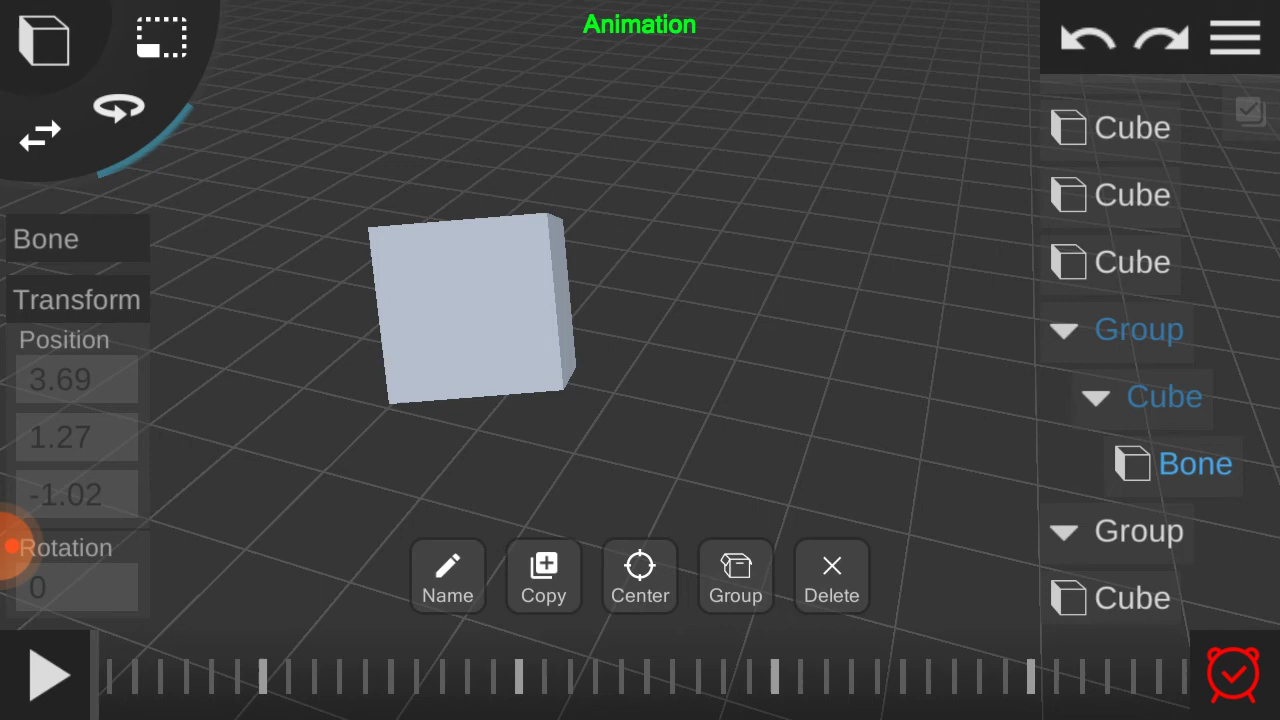 Animation
Bone
Transform
Position
3.69
1.27
-1.02
Rotation
0
Cube
Cube
Cube
Group
Cube
Bone
Group
Cube
Name
Copy
Center
Group
Delete